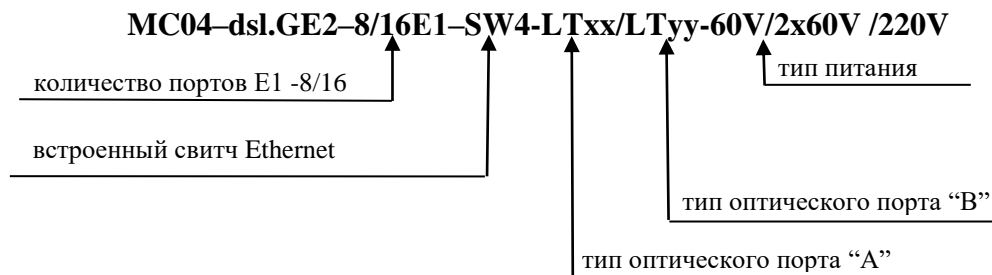 MC04–dsl.GE2–8/16E1–SW4-LTxx/LTyy-60V/2x60V /220V
тип питания
количество портов E1 -8/16
встроенный свитч Ethernet
тип оптического порта “B”
тип оптического порта “A”